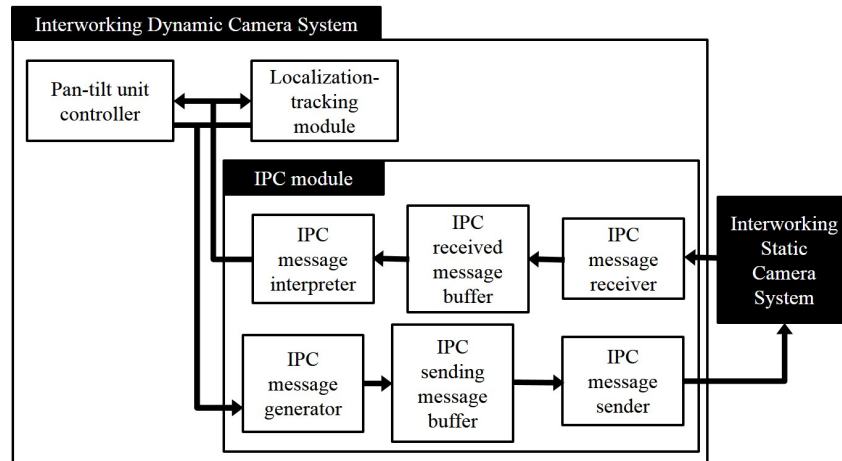 Interworking Dynamic Camera System
Pan-tilt unit
controller
Localization-
tracking
module
IPC module
IPC
message
interpreter
IPC
received
message
buffer
IPC
message
receiver
Interworking
Static
Camera
System
IPC
message
generator
IPC
sending
message
buffer
IPC
message
sender